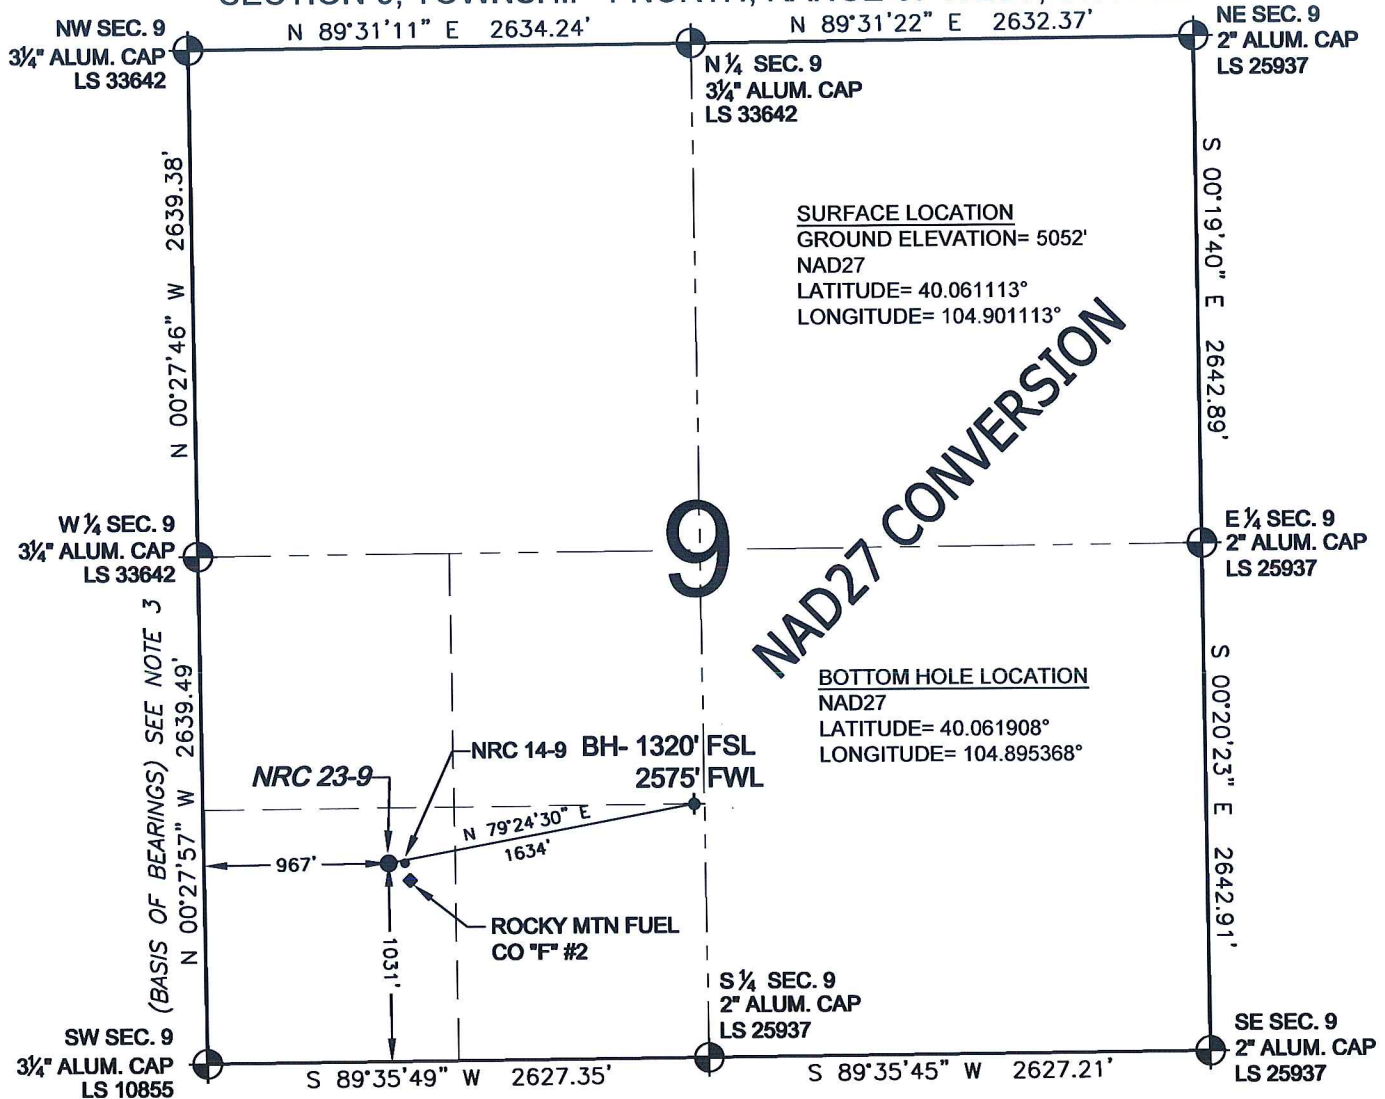 N 89°31'11" E 2634.24'
N 89°31'22" E 2632.37'
NW SEC. 9
3¼" ALUM. CAP
LS 33642
N ¼ SEC. 9
3¼" ALUM. CAP
LS 33642
NE SEC. 9
2" ALUM. CAP
LS 25937
N 00°27'46" W 2639.38'
S 00°19'40" E 2642.89'
SURFACE LOCATION
GROUND ELEVATION= 5052'
NAD27
LATITUDE= 40.061113°
LONGITUDE= 104.901113°
NAD27 CONVERSION
9
W ¼ SEC. 9
3¼" ALUM. CAP
LS 33642
E ¼ SEC. 9
2" ALUM. CAP
LS 25937
(BASIS OF BEARINGS) SEE NOTE 3
N 00°27'57" W 2639.49'
S 00°20'23" E 2642.91'
BOTTOM HOLE LOCATION
NAD27
LATITUDE= 40.061908°
LONGITUDE= 104.895368°
NRC 14-9
BH- 1320' FSL
2575' FWL
NRC 23-9
N 79°24'30" E
1634'
967'
1031'
ROCKY MTN FUEL
CO "F" #2
S ¼ SEC. 9
2" ALUM. CAP
LS 25937
SW SEC. 9
3¼" ALUM. CAP
LS 10855
SE SEC. 9
2" ALUM. CAP
LS 25937
S 89°35'49" W 2627.35'
S 89°35'45" W 2627.21'